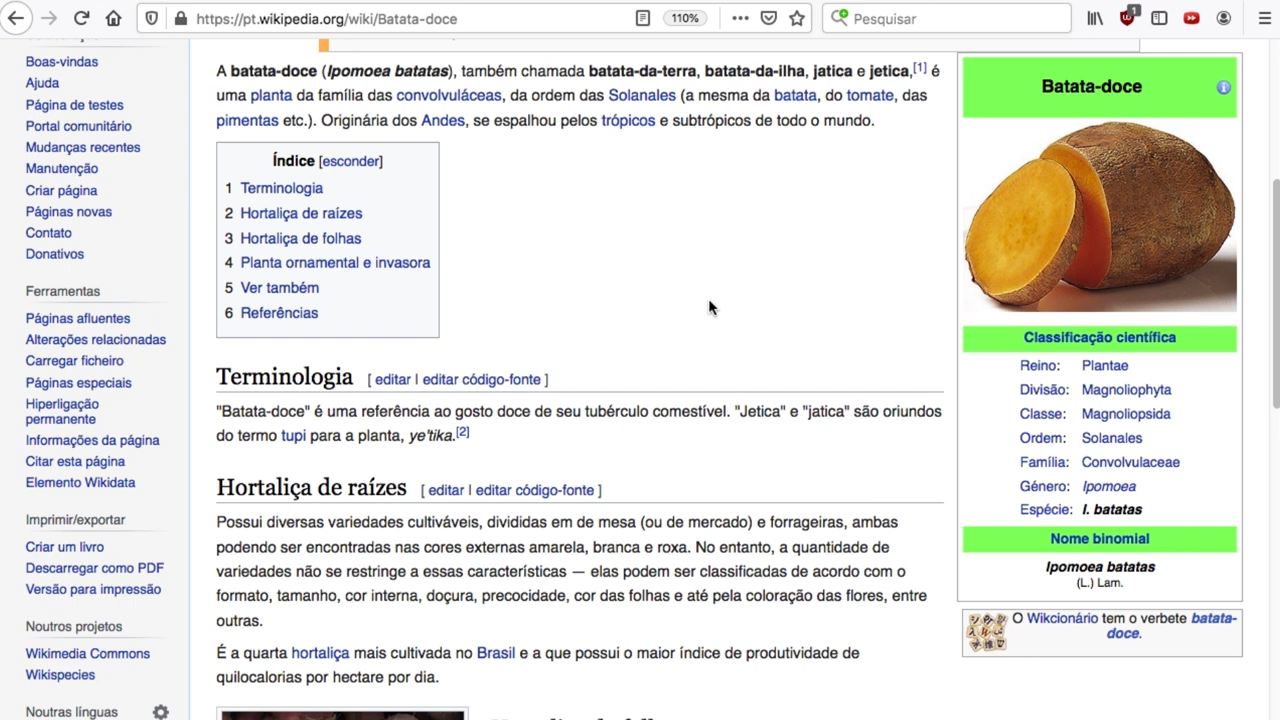 https://pt.wikipedia.org/wiki/Batata-doce
110%
Pesquisar
1
Boas-vindas
Ajuda
Página de testes
Portal comunitário
Mudanças recentes
Manutenção
Criar página
Páginas novas
Contato
Donativos
Ferramentas
Páginas afluentes
Alterações relacionadas
Carregar ficheiro
Páginas especiais
Hiperligação
permanente
Informações da página
Citar esta página
Elemento Wikidata
Imprimir/exportar
Criar um livro
Descarregar como PDF
Versão para impressão
Noutros projetos
Wikimedia Commons
Wikispecies
Noutras línguas
A batata-doce (Ipomoea batatas), também chamada batata-da-terra, batata-da-ilha, jatica e jetica,[1] é
uma planta da família das convolvuláceas, da ordem das Solanales (a mesma da batata, do tomate, das
pimentas etc.). Originária dos Andes, se espalhou pelos trópicos e subtrópicos de todo o mundo.
Índice [esconder]
1 Terminologia
2 Hortaliça de raízes
3 Hortaliça de folhas
4 Planta ornamental e invasora
5 Ver também
6 Referências
Terminologia [ editar | editar código-fonte ]
"Batata-doce" é uma referência ao gosto doce de seu tubérculo comestível. "Jetica" e "jatica" são oriundos
do termo tupi para a planta, ye'tika.[2]
Hortaliça de raízes [ editar | editar código-fonte ]
Possui diversas variedades cultiváveis, divididas em de mesa (ou de mercado) e forrageiras, ambas
podendo ser encontradas nas cores externas amarela, branca e roxa. No entanto, a quantidade de
variedades não se restringe a essas características — elas podem ser classificadas de acordo com o
formato, tamanho, cor interna, doçura, precocidade, cor das folhas e até pela coloração das flores, entre
outras.
É a quarta hortaliça mais cultivada no Brasil e a que possui o maior índice de produtividade de
quilocalorias por hectare por dia.
Batata-doce
Classificação científica
Reino: Plantae
Divisão: Magnoliophyta
Classe: Magnoliopsida
Ordem: Solanales
Família: Convolvulaceae
Género: Ipomoea
Espécie: I. batatas
Nome binomial
Ipomoea batatas
(L.) Lam.
O Wikcionário tem o verbete batata-
doce.